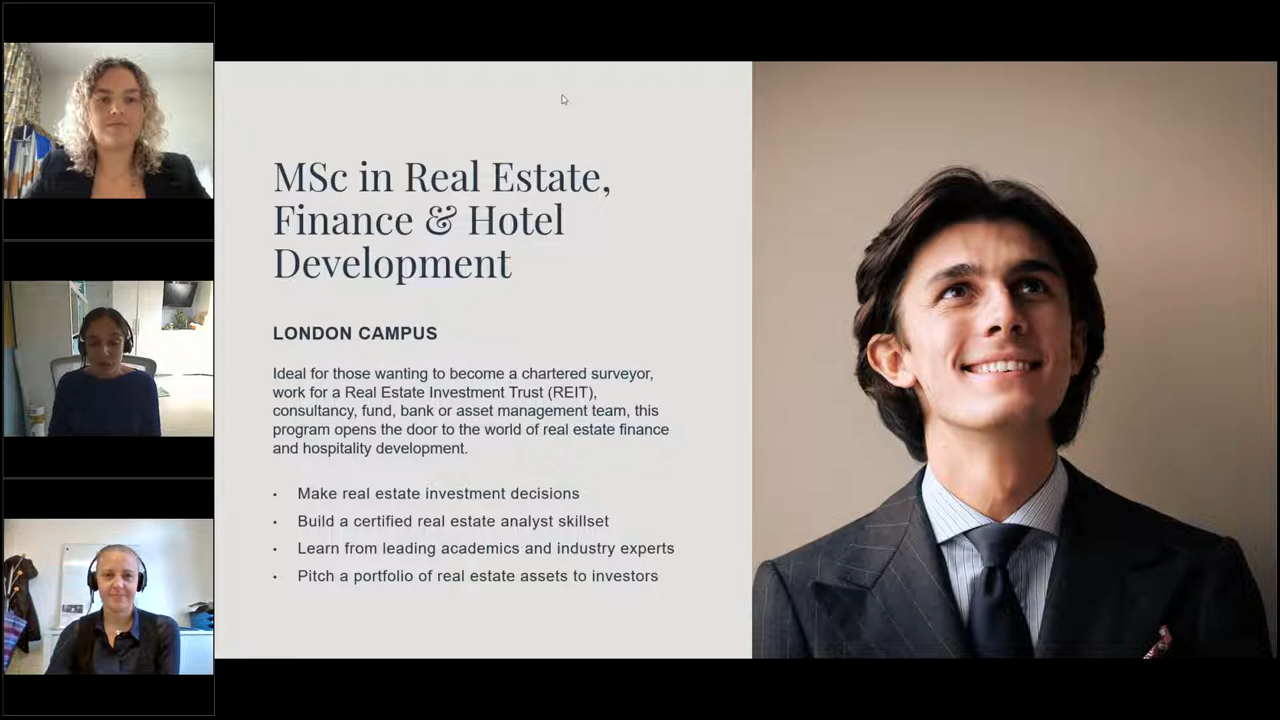 MSc in Real Estate,
Finance & Hotel
Development
LONDON CAMPUS
Ideal for those wanting to become a chartered surveyor,
work for a Real Estate Investment Trust (REIT),
consultancy, fund, bank or asset management team, this
program opens the door to the world of real estate finance
and hospitality development.
• Make real estate investment decisions
• Build a certified real estate analyst skillset
• Learn from leading academics and industry experts
• Pitch a portfolio of real estate assets to investors